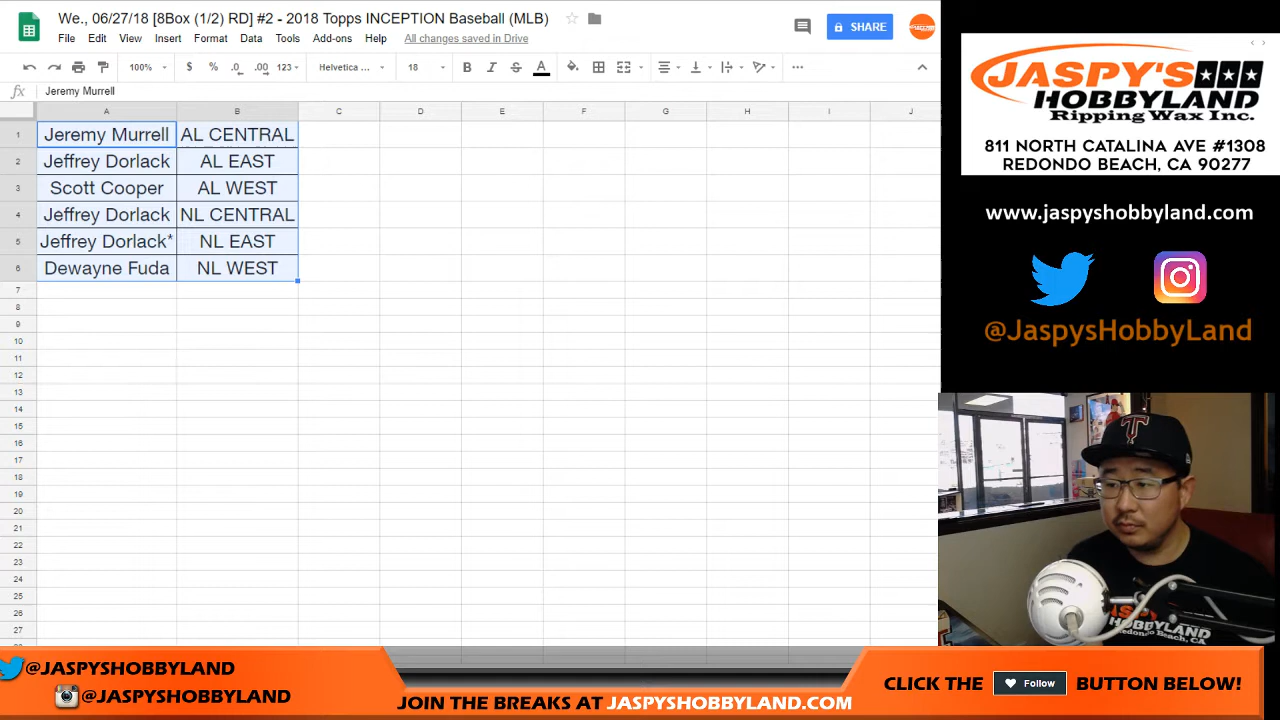 We., 06/27/18 [8Box (1/2) RD] #2 - 2018 Topps INCEPTION Baseball (MLB)
SHARE
File Edit View Insert Format Data Tools Add-ons Help All changes saved in Drive
100% $ % .0 .00 123 Helvetica ... 18 B I S A
fx Jeremy Murrell
A B C D E F G H I J
1 Jeremy Murrell AL CENTRAL
2 Jeffrey Dorlack AL EAST
3 Scott Cooper AL WEST
4 Jeffrey Dorlack NL CENTRAL
5 Jeffrey Dorlack* NL EAST
6 Dewayne Fuda NL WEST
7
8
9
10
11
12
13
14
15
16
17
18
19
20
21
22
23
24
25
26
27
JASPY'S
HOBBYLAND
Ripping Wax Inc.
811 NORTH CATALINA AVE #1308
REDONDO BEACH, CA 90277
www.jaspyshobbyland.com
@JaspysHobbyLand
T
JASPY'S
HOBBYLAND
Redondo Beach, CA
@JASPYSHOBBYLAND
@JASPYSHOBBYLAND
JOIN THE BREAKS AT JASPYSHOBBYLAND.COM
CLICK THE Follow BUTTON BELOW!